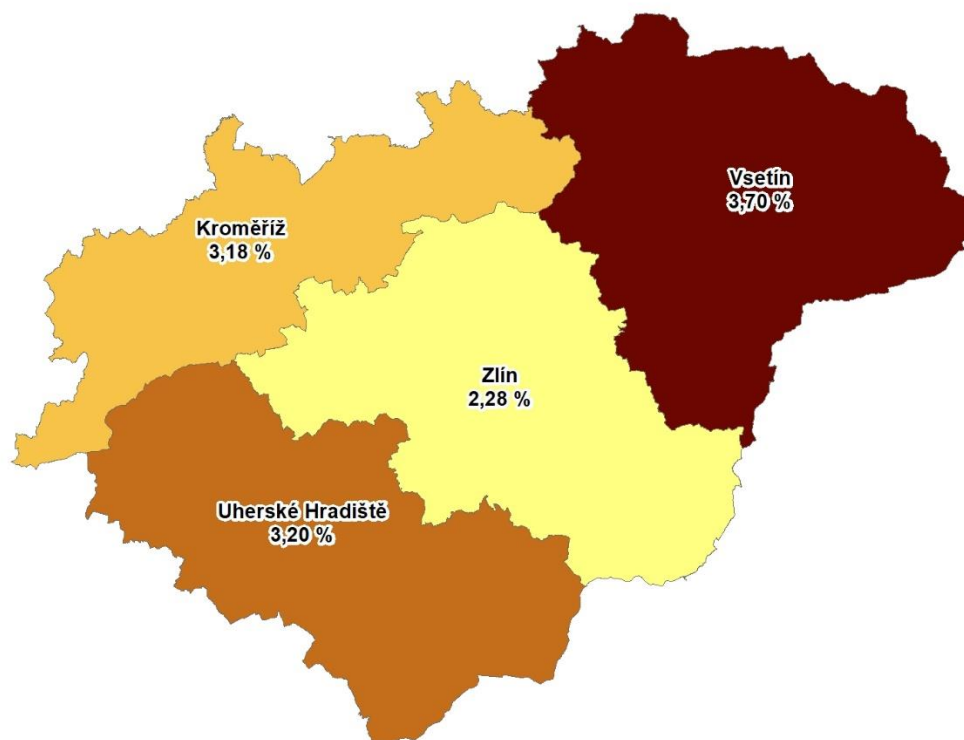 Vsetín
3,70 %
Kroměříž
3,18 %
Zlín
2,28 %
Uherské Hradiště
3,20 %